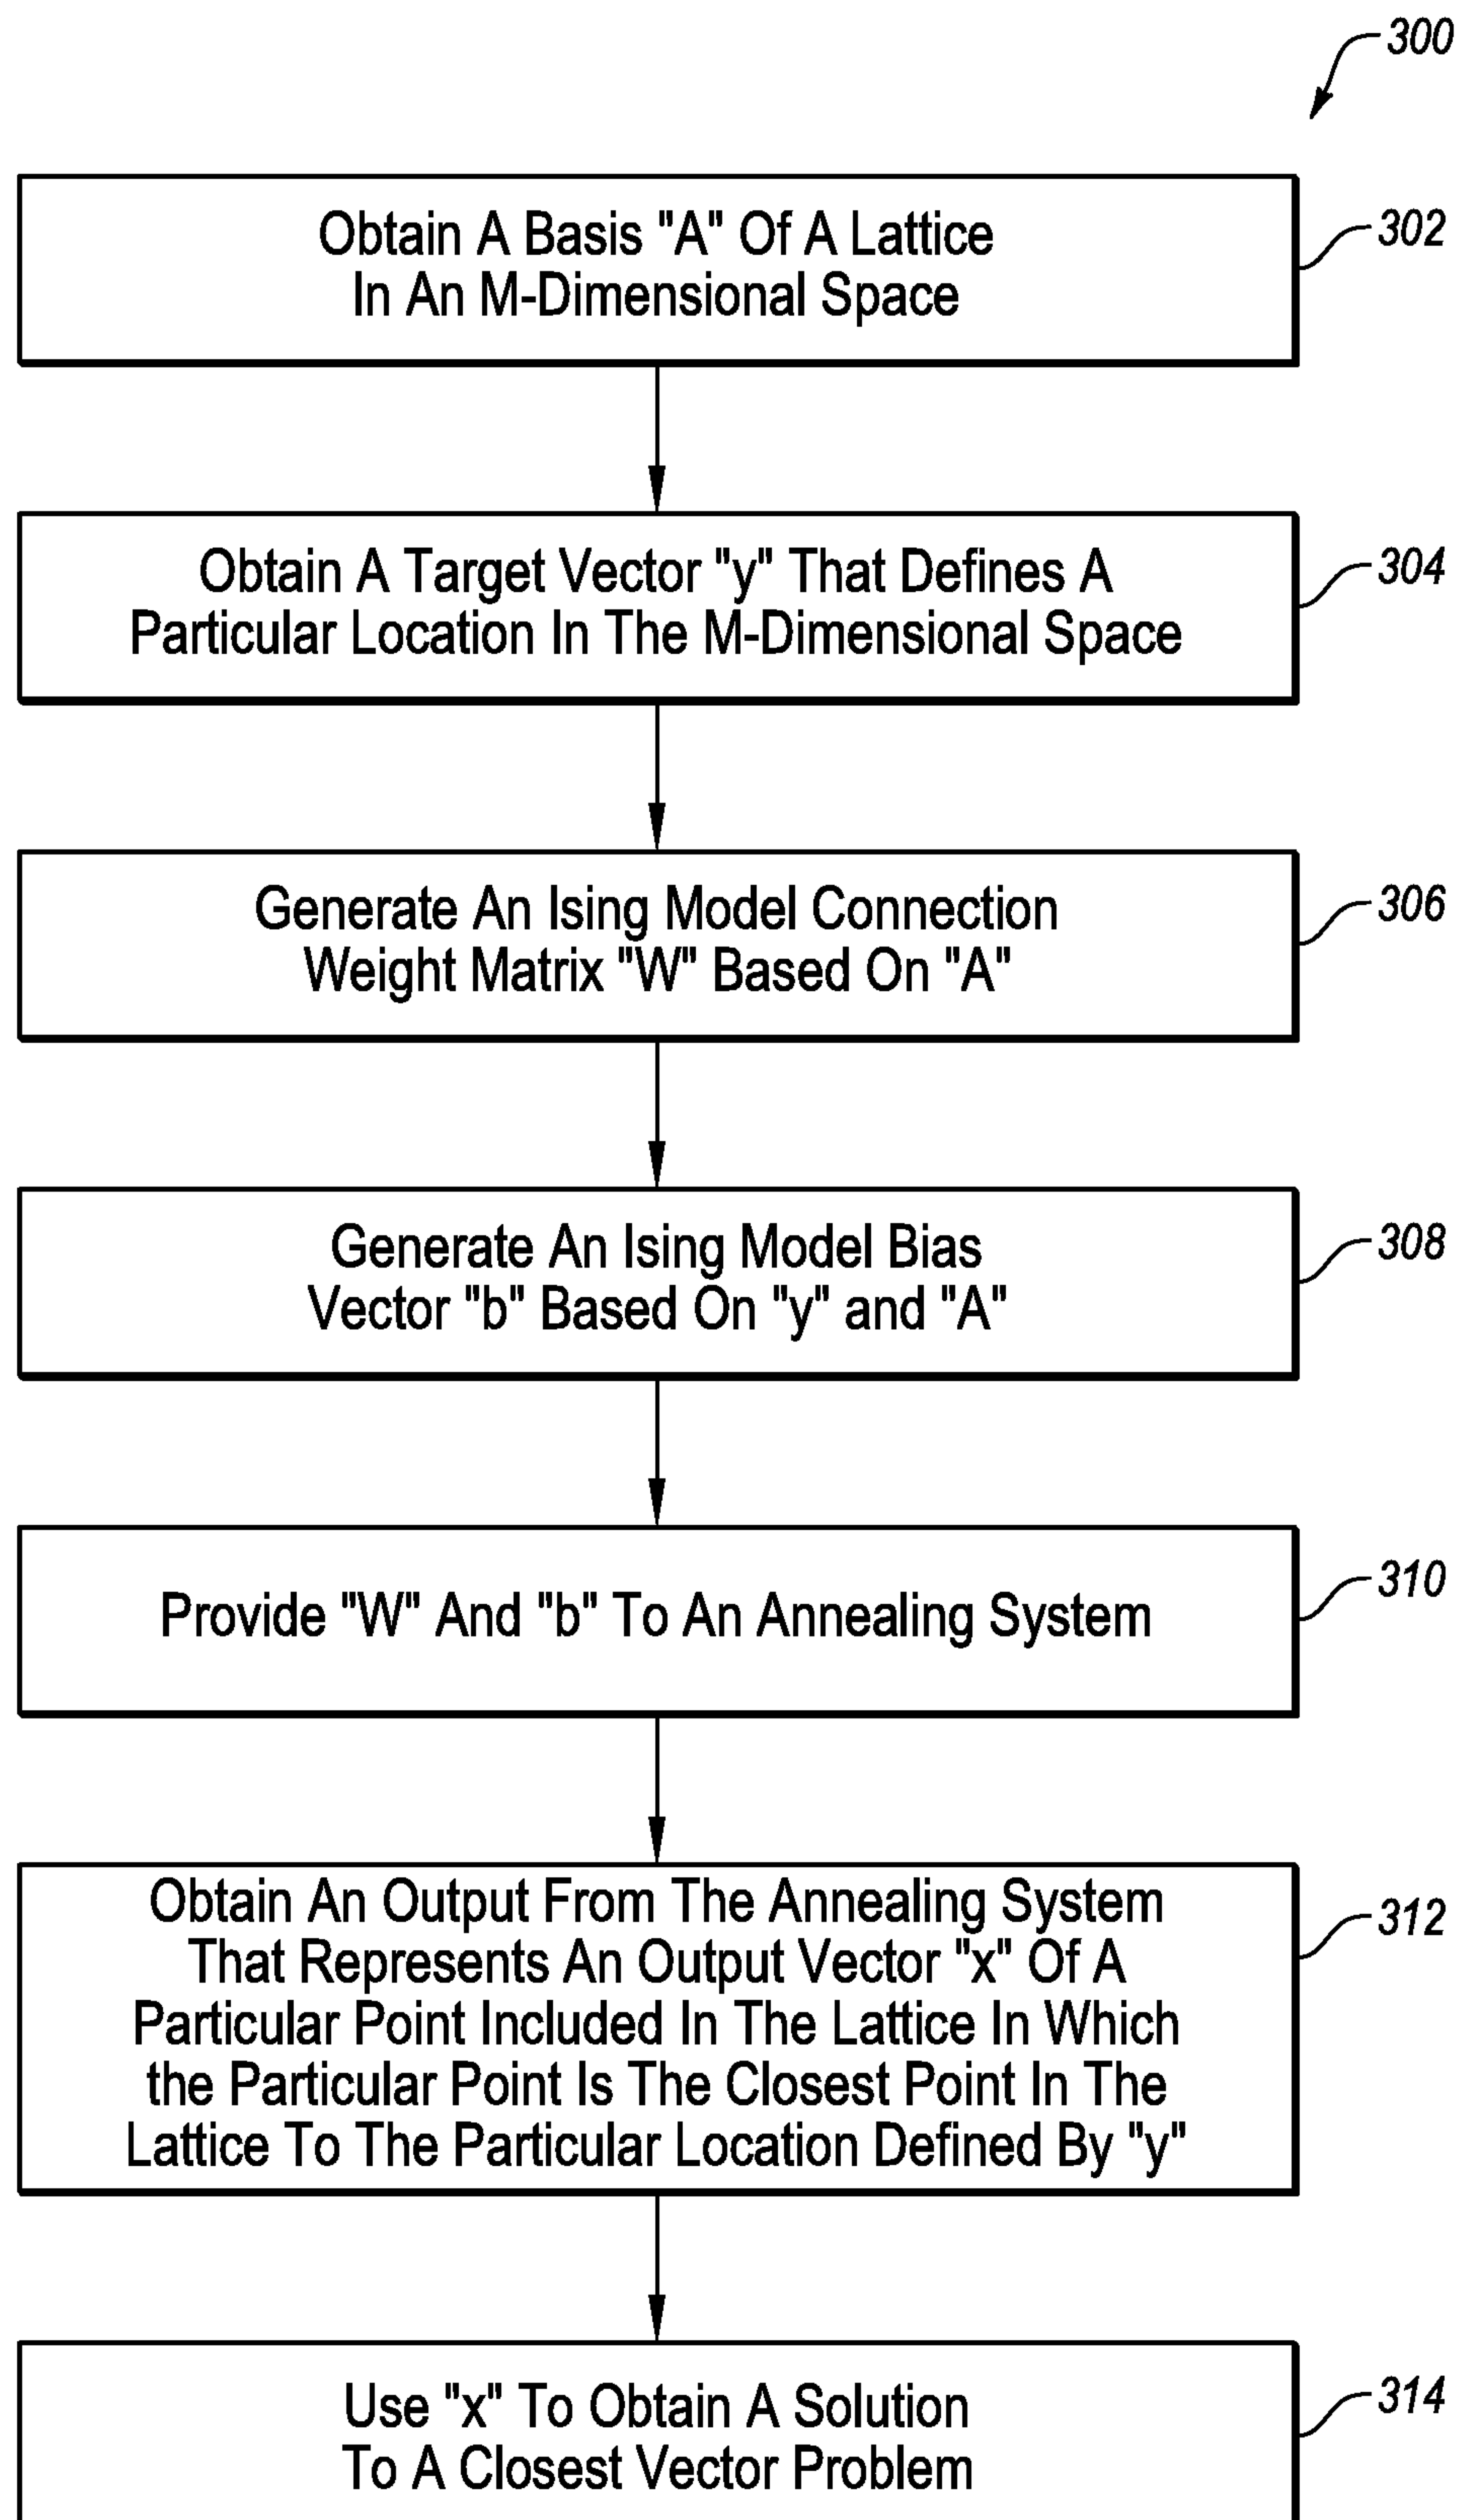 300
Obtain A Basis "A" Of A Lattice
In An M-Dimensional Space
302
Obtain A Target Vector "y" That Defines A
Particular Location In The M-Dimensional Space
304
Generate An Ising Model Connection
Weight Matrix "W" Based On "A"
306
Generate An Ising Model Bias
Vector "b" Based On "y" and "A"
308
Provide "W" And "b" To An Annealing System
310
Obtain An Output From The Annealing System
That Represents An Output Vector "x" Of A
Particular Point Included In The Lattice In Which
the Particular Point Is The Closest Point In The
Lattice To The Particular Location Defined By "y"
312
Use "x" To Obtain A Solution
To A Closest Vector Problem
314